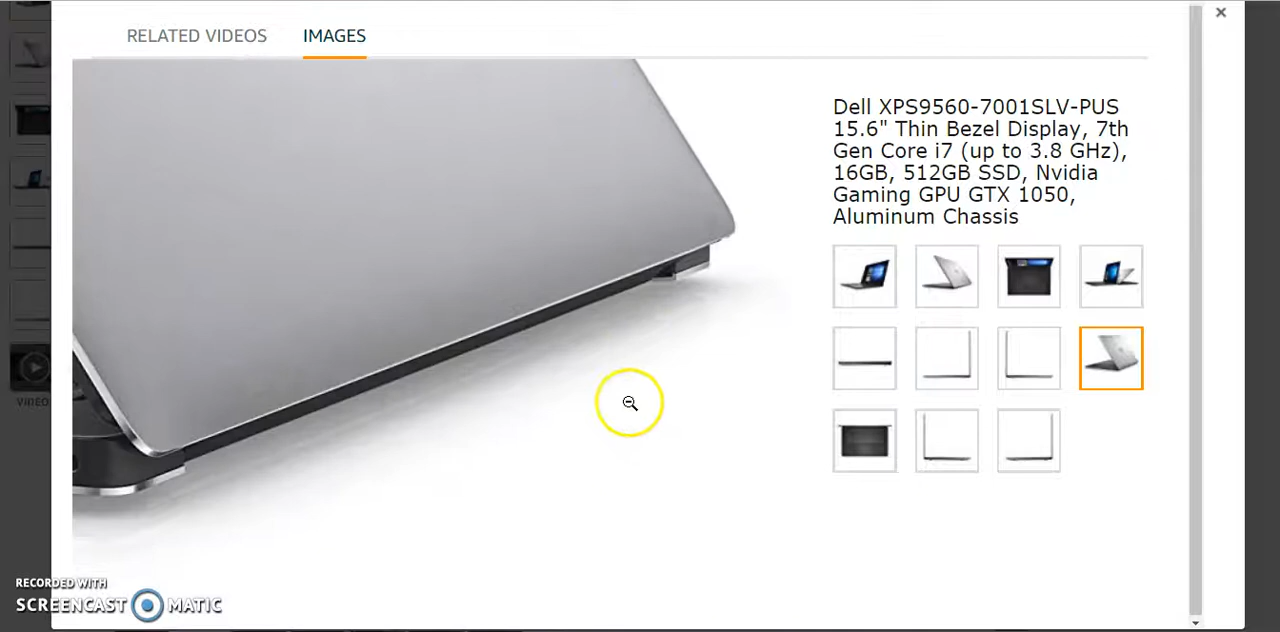 RELATED VIDEOS
IMAGES
Dell XPS9560-7001SLV-PUS
15.6" Thin Bezel Display, 7th
Gen Core i7 (up to 3.8 GHz),
16GB, 512GB SSD, Nvidia
Gaming GPU GTX 1050,
Aluminum Chassis
VIDEO
RECORDED WITH
SCREENCAST MATIC